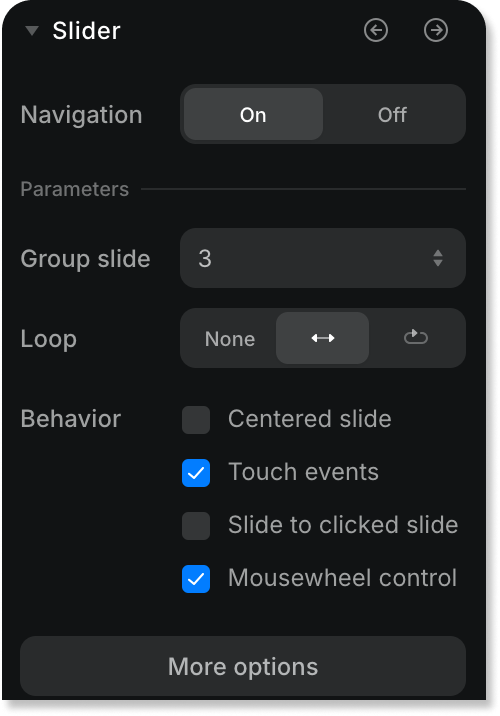 Slider
Navigation On Off
Parameters
Group slide 3
Loop None
Behavior Centered slide
Touch events
Slide to clicked slide
Mousewheel control
More options